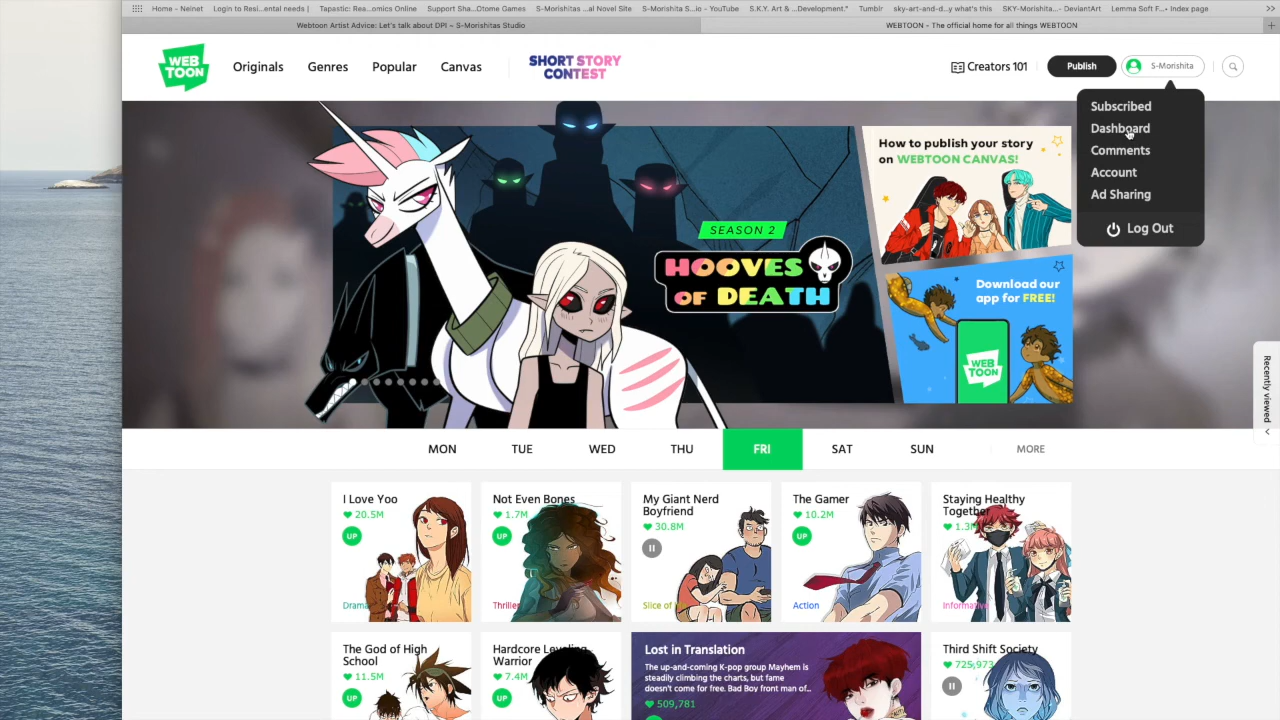 Home - Nelnet
Login to Resi...ental needs |
Tapastic: Rea...omics Online
Support Sha...Otome Games
S-Morishitas ...al Novel Site
S-Morishita S...io - YouTube
S.K.Y. Art &...Development.*
Tumblr
sky-art-and-d...y what's this
SKY-Morishita...- DeviantArt
Lemma Soft F...• Index page
Webtoon Artist Advice: Let's talk about DPI ~ S-Morishitas Studio
WEBTOON - The official home for all things WEBTOON
WEB
TOON
Originals
Genres
Popular
Canvas
SHORT STORY
CONTEST
Creators 101
Publish
S-Morishita
Subscribed
Dashboard
Comments
Account
Ad Sharing
Log Out
SEASON 2
HOOVES
OF DEATH
How to publish your story
on WEBTOON CANVAS!
Download our
app for FREE!
WEB
TOON
Recently viewed
MON
TUE
WED
THU
FRI
SAT
SUN
MORE
I Love Yoo
20.5M
UP
Drama
Not Even Bones
1.7M
UP
Thriller
My Giant Nerd
Boyfriend
30.8M
Slice of
The Gamer
10.2M
UP
Action
Staying Healthy
Together
1.3M
Informative
The God of High
School
11.5M
UP
Hardcore Leveling
Warrior
7.4M
UP
Lost in Translation
The up-and-coming K-pop group Mayhem is
steadily climbing the charts, but fame
doesn't come for free. Bad Boy front man of...
509,781
Third Shift Society
725,973